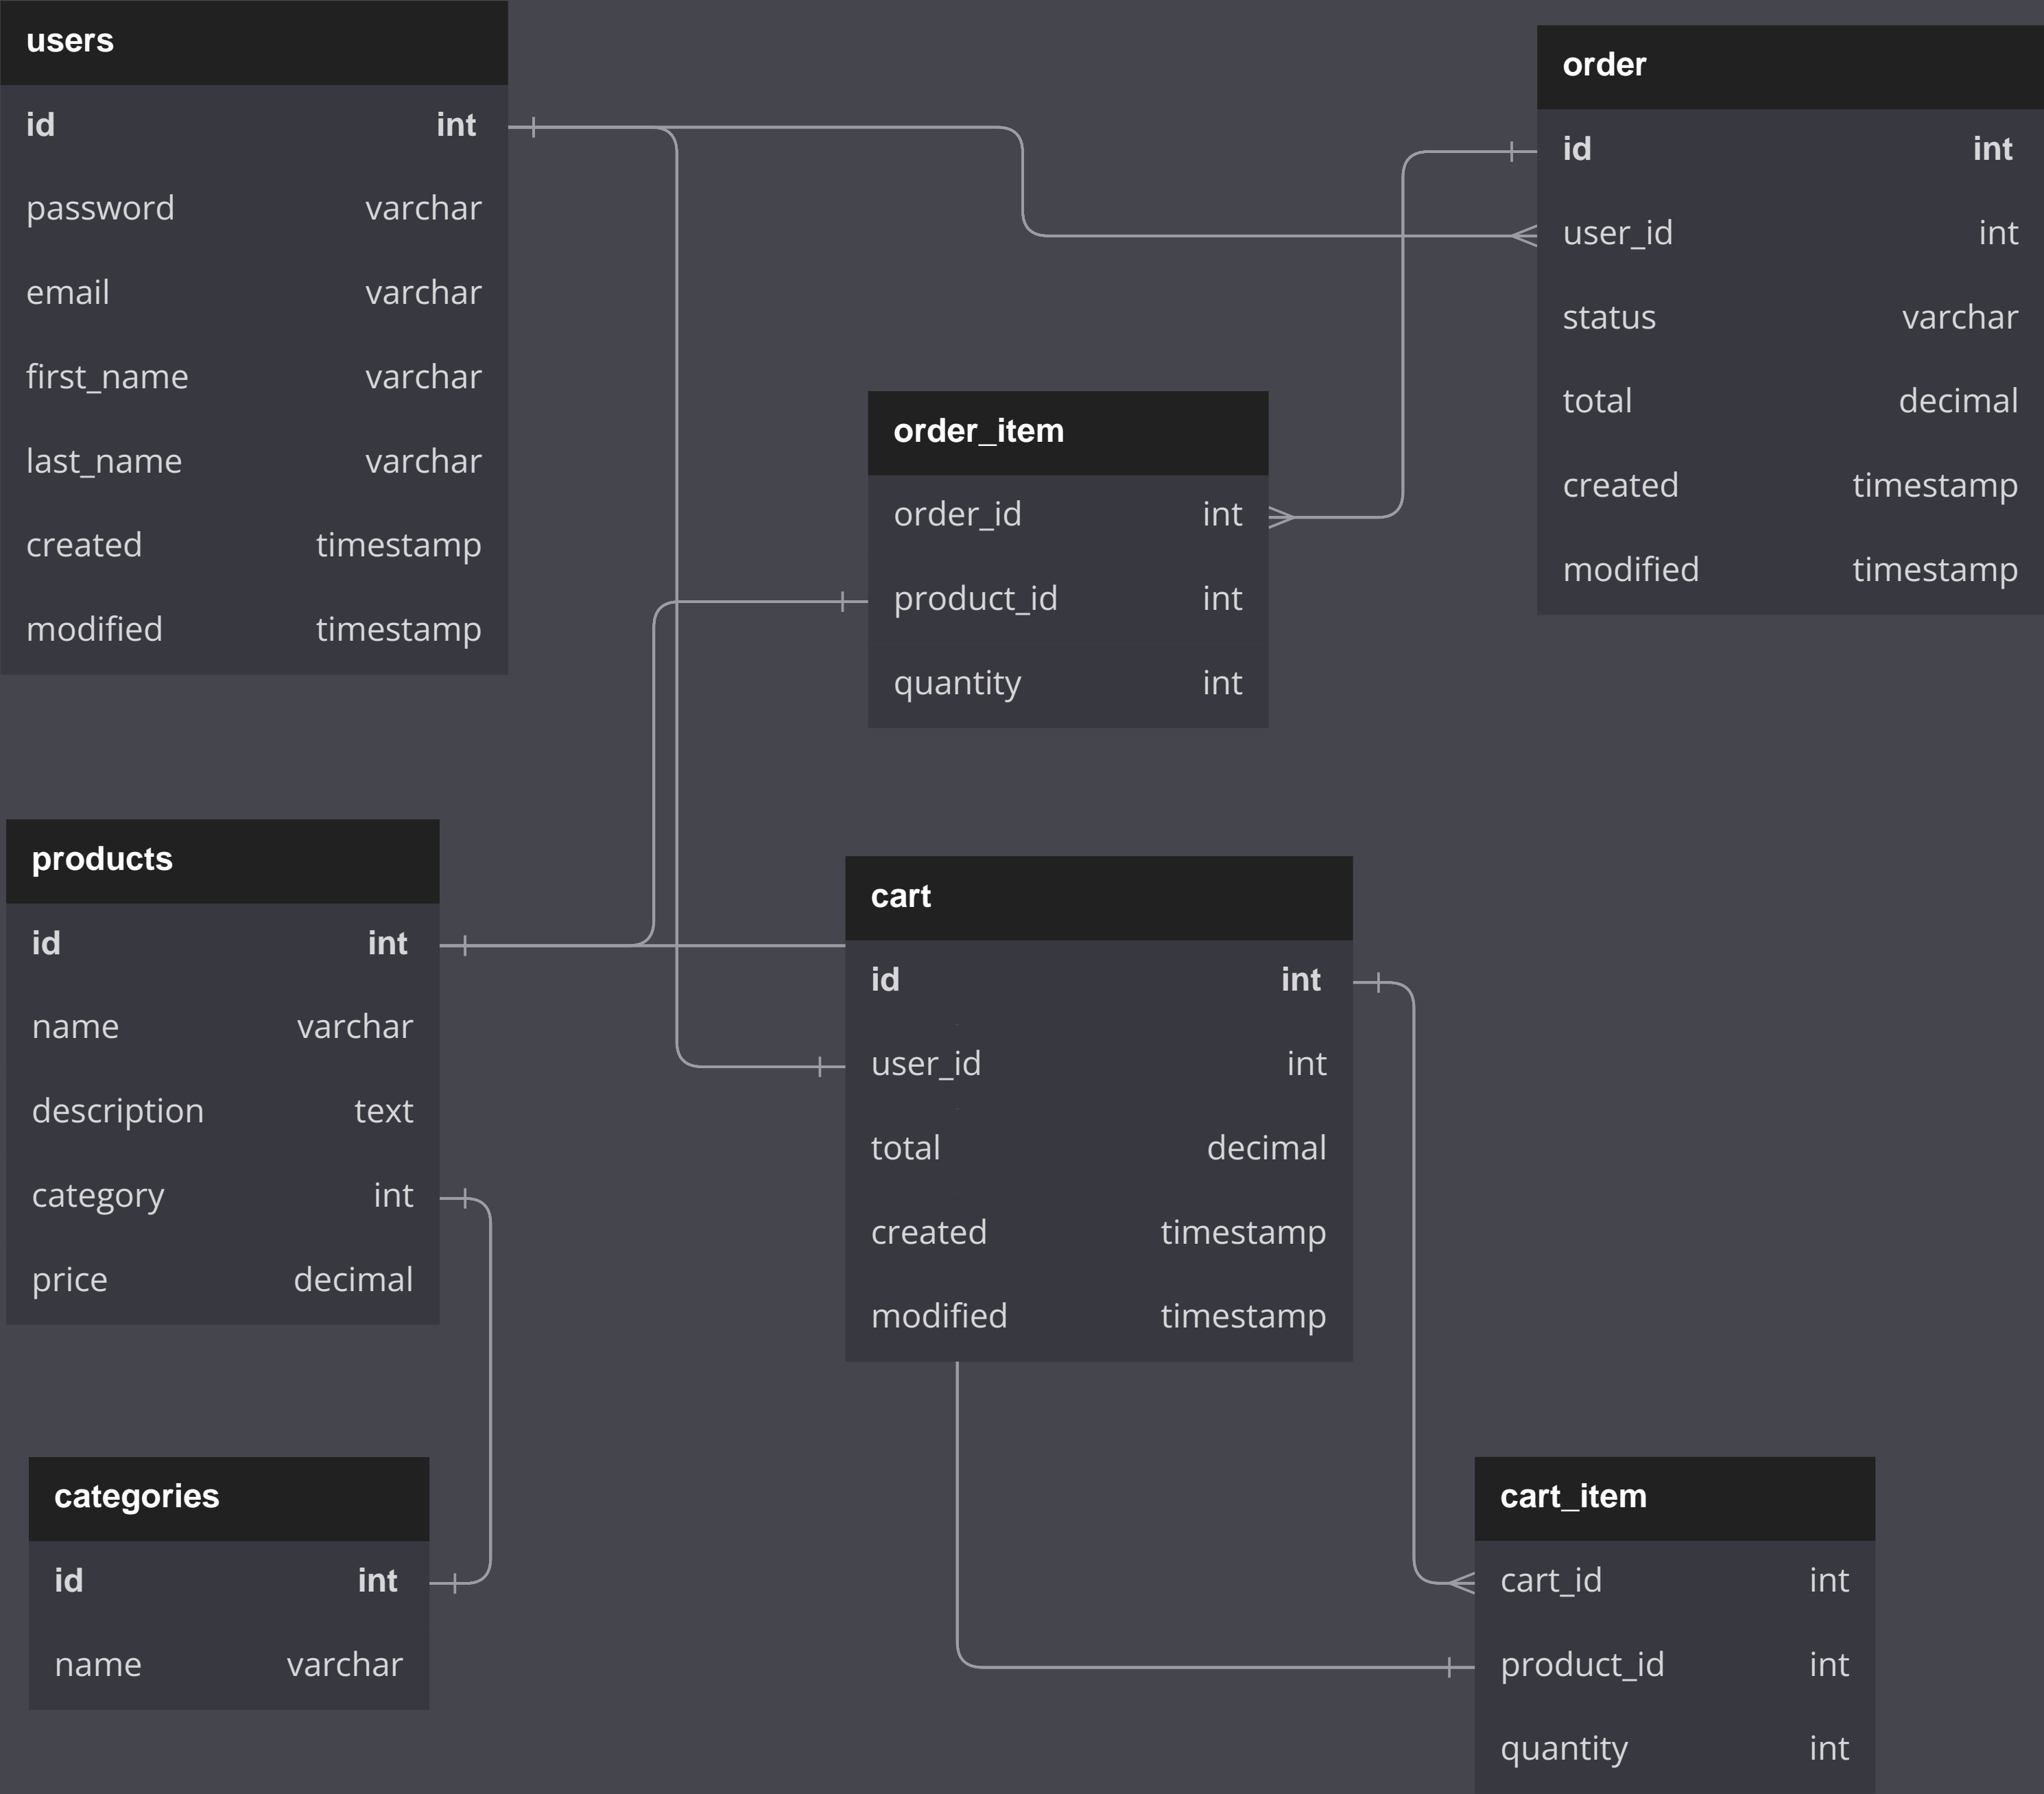 users
id int
password varchar
email varchar
first_name varchar
last_name varchar
created timestamp
modified timestamp
order
id int
user_id int
status varchar
total decimal
created timestamp
modified timestamp
order_item
order_id int
product_id int
quantity int
products
id int
name varchar
description text
category int
price decimal
cart
id int
user_id int
total decimal
created timestamp
modified timestamp
categories
id int
name varchar
cart_item
cart_id int
product_id int
quantity int